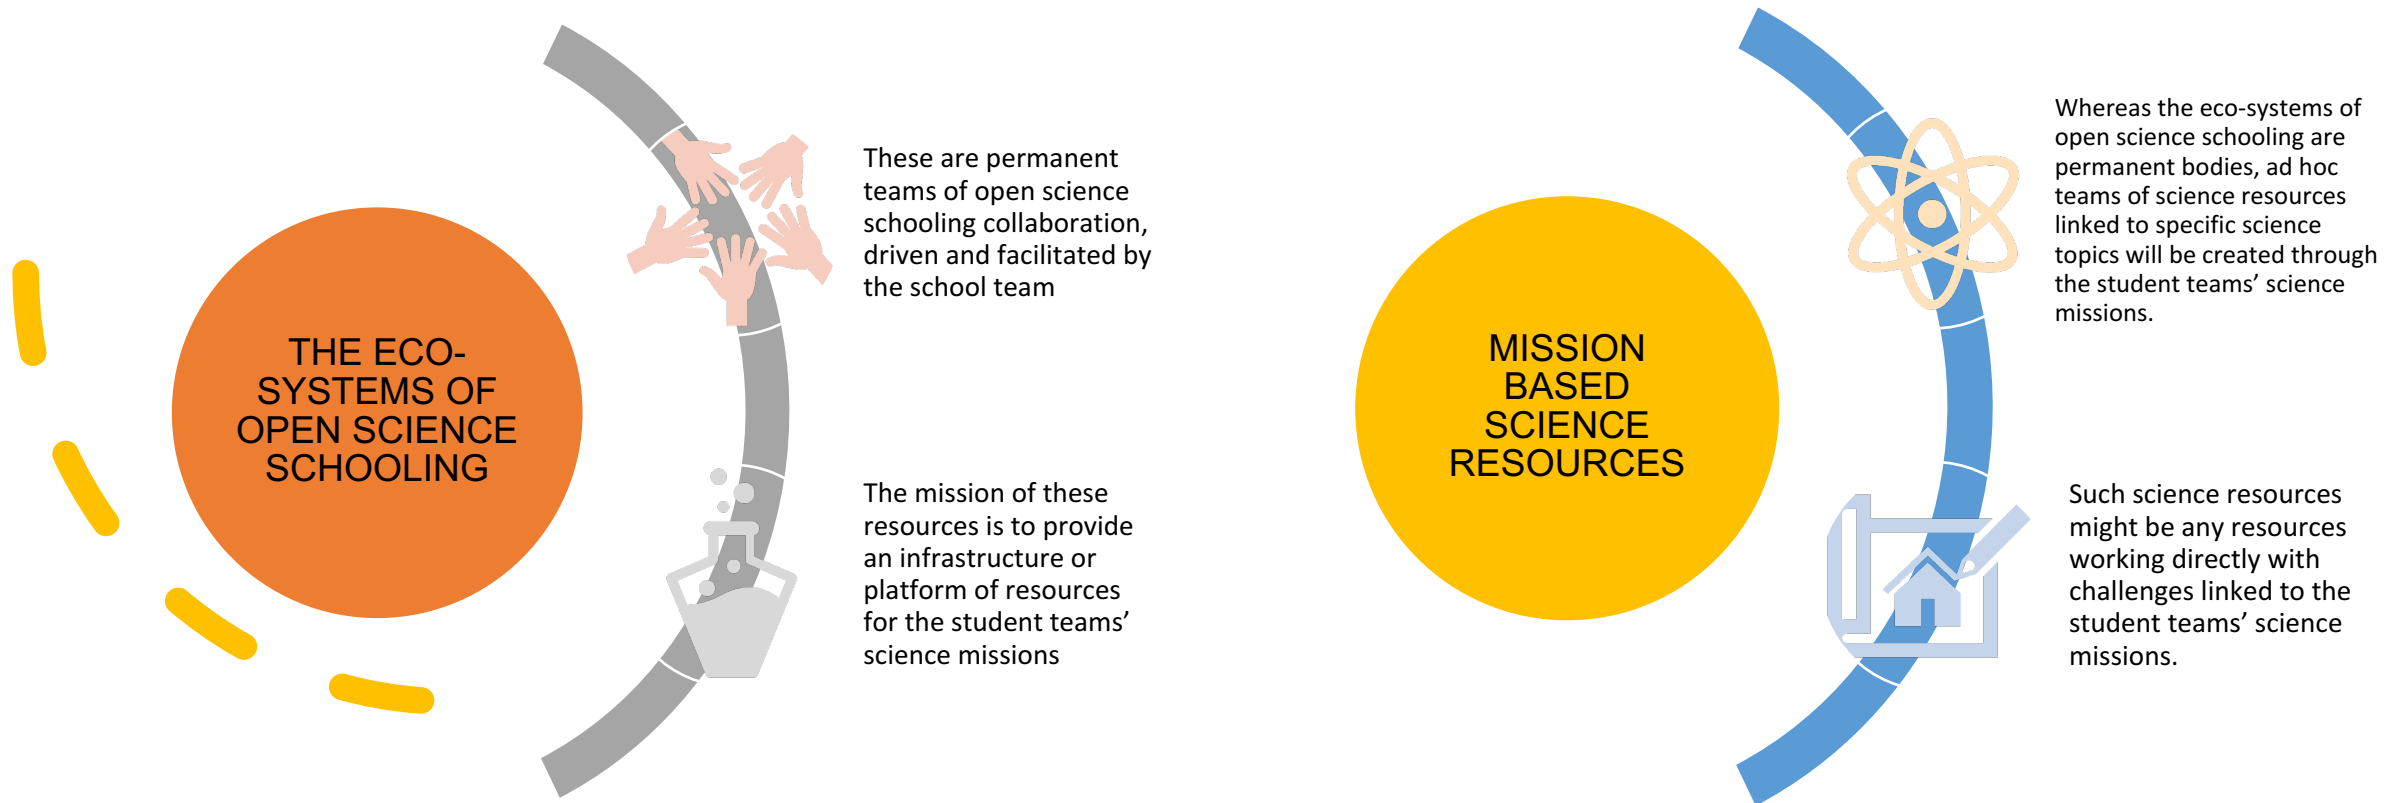 THE ECO-
SYSTEMS OF
OPEN SCIENCE
SCHOOLING
These are permanent
teams of open science
schooling collaboration,
driven and facilitated by
the school team
The mission of these
resources is to provide
an infrastructure or
platform of resources
for the student teams’
science missions
MISSION
BASED
SCIENCE
RESOURCES
Whereas the eco-systems of
open science schooling are
permanent bodies, ad hoc
teams of science resources
linked to specific science
topics will be created through
the student teams’ science
missions.
Such science resources
might be any resources
working directly with
challenges linked to the
student teams’ science
missions.